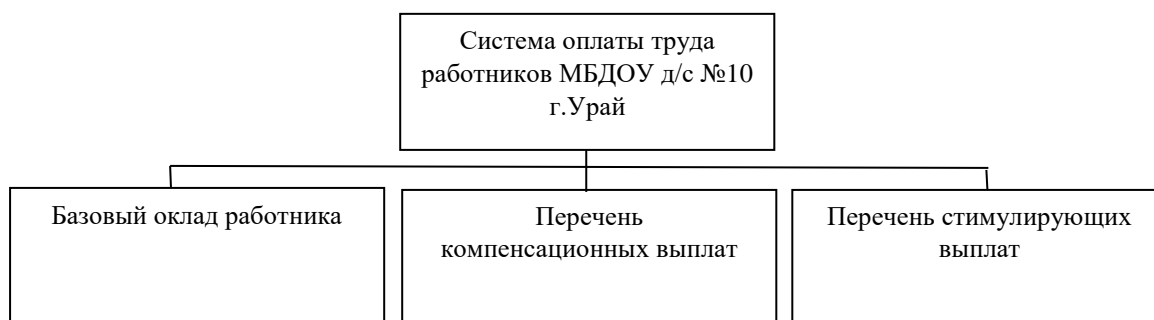 Система оплаты труда
работников МБДОУ д/с №10
г.Урай
Базовый оклад работника
Перечень
компенсационных выплат
Перечень стимулирующих
выплат